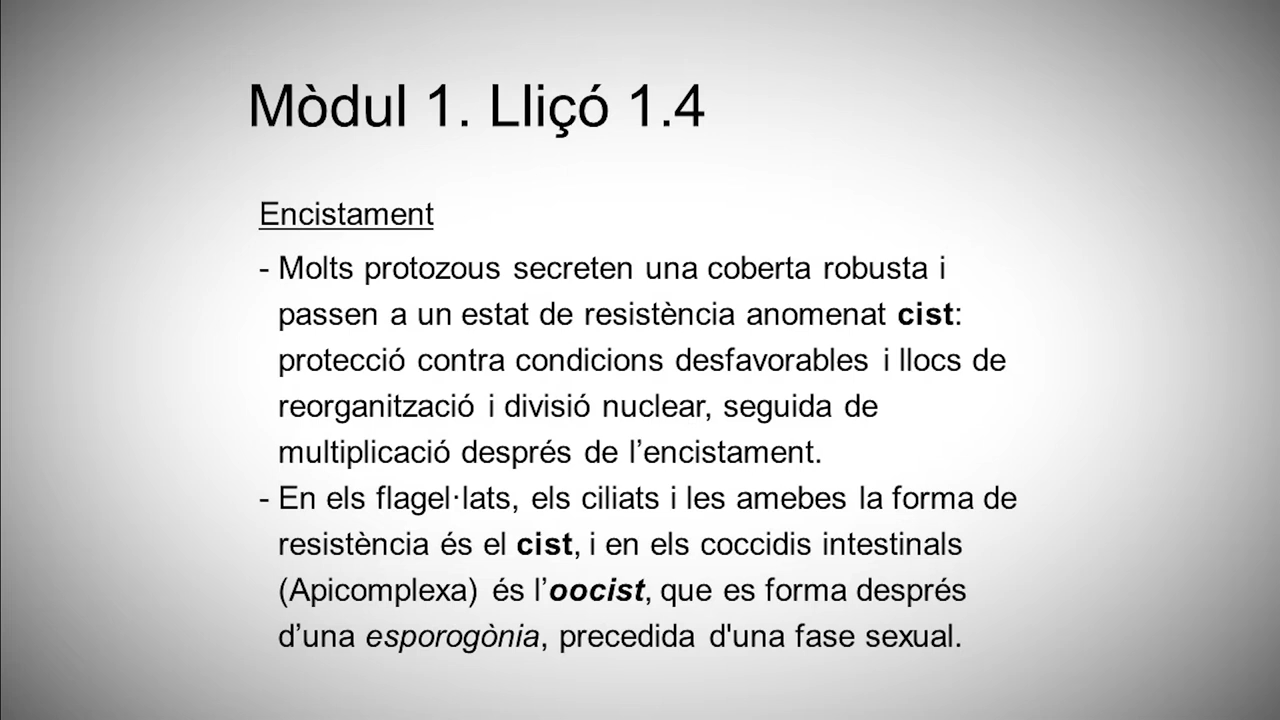 Mòdul 1. Lliçó 1.4
Encistament
- Molts protozous secreten una coberta robusta i
passen a un estat de resistència anomenat cist:
protecció contra condicions desfavorables i llocs de
reorganització i divisió nuclear, seguida de
multiplicació després de l’encistament.
- En els flagel·lats, els ciliats i les amebes la forma de
resistència és el cist, i en els coccidis intestinals
(Apicomplexa) és l’oocist, que es forma després
d’una esporogònia, precedida d'una fase sexual.